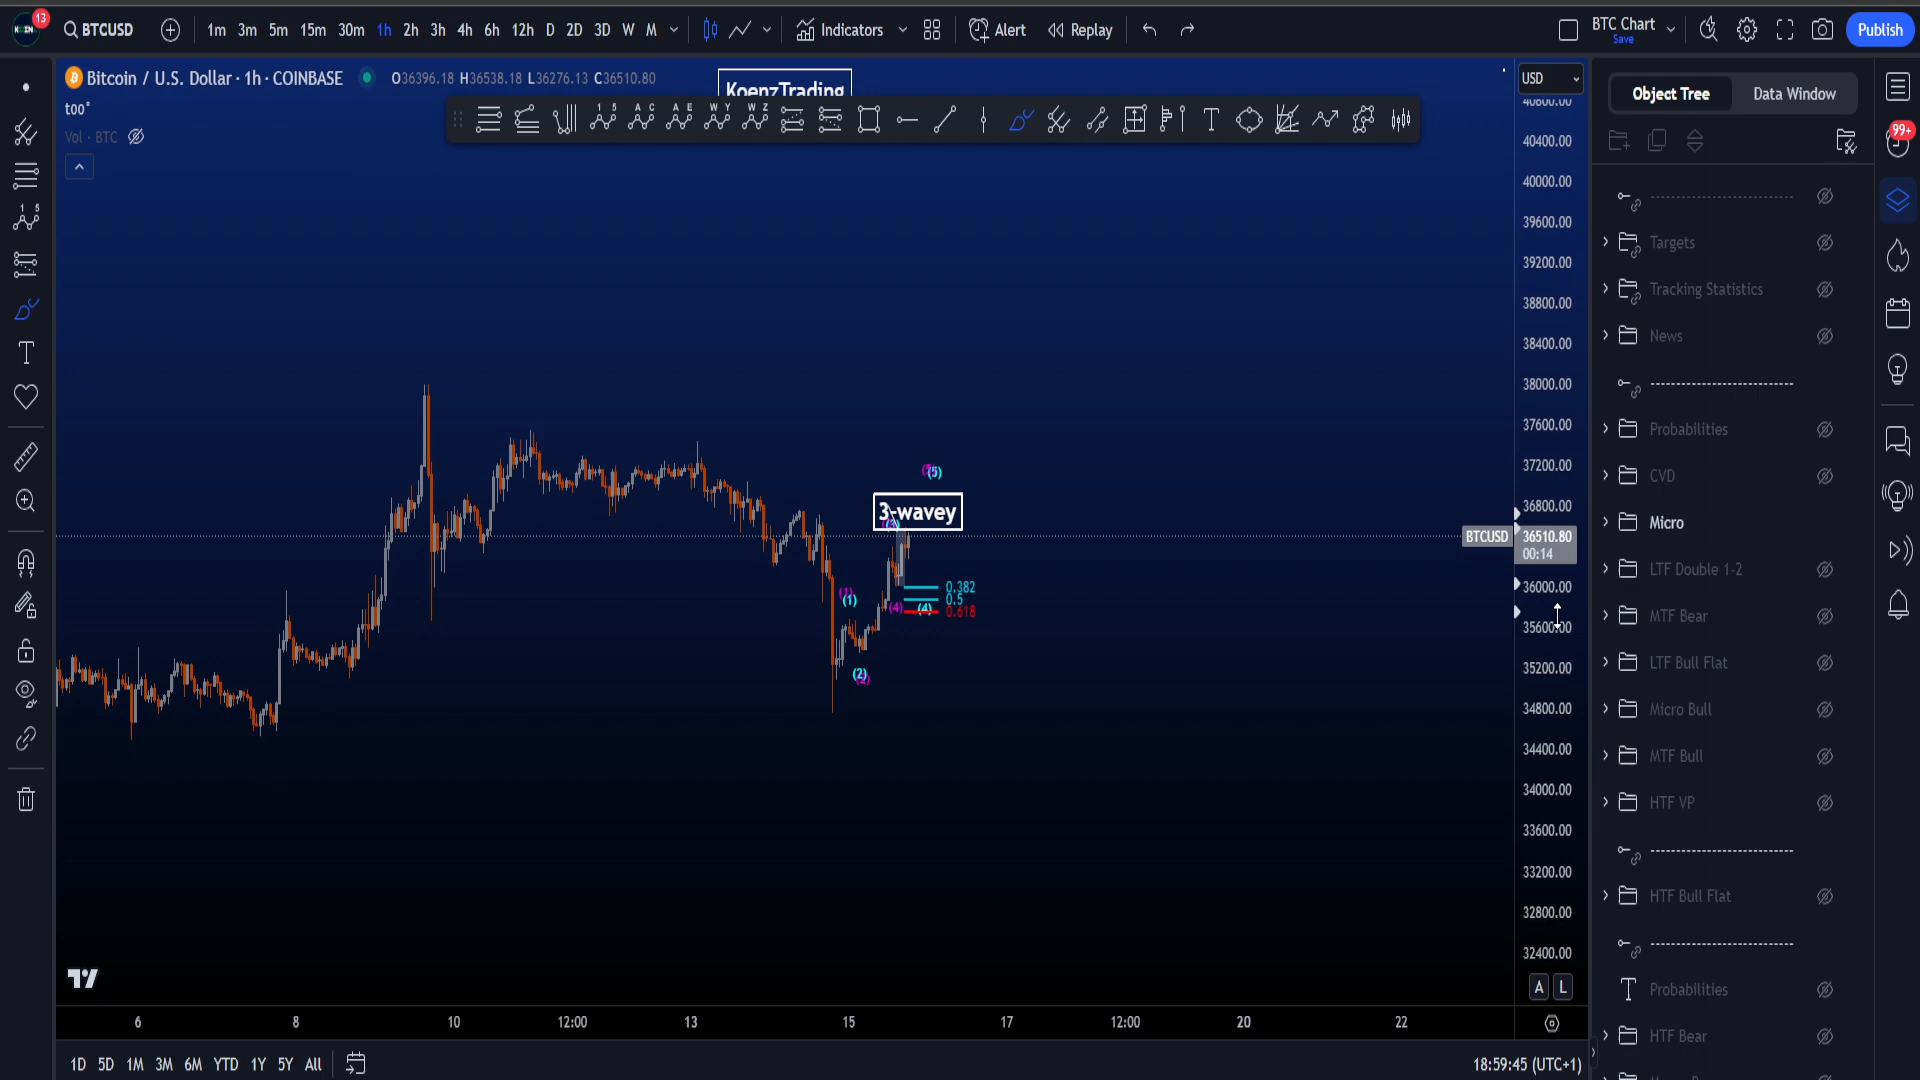 13
BTCUSD
1m 3m 5m 15m 30m 1h 2h 3h 4h 6h 12h D 2D 3D W M
Indicators
Alert
Replay
BTC Chart
Save
Publish
Bitcoin / U.S. Dollar · 1h · COINBASE
O36396.18 H36538.18 L36276.13 C36510.80
too*
Vol · BTC
KoenzTrading
1 5
A C
A E
W Y
W Z
USD
Object Tree
Data Window
99+
40800.00
40400.00
40000.00
39600.00
39200.00
38800.00
38400.00
38000.00
37600.00
37200.00
36800.00
BTCUSD 36510.80
00:14
36000.00
35600.00
35200.00
34800.00
34400.00
34000.00
33600.00
33200.00
32800.00
32400.00
A L
(5)
3-wavey
(3)
(1)
(1)
0.382
0.5
0.618
(4)
(4)
(2)
(2)
Targets
Tracking Statistics
News
Probabilities
CVD
Micro
LTF Double 1-2
MTF Bear
LTF Bull Flat
Micro Bull
MTF Bull
HTF VP
HTF Bull Flat
Probabilities
HTF Bear
6 8 10 12:00 13 15 17 12:00 20 22
1D 5D 1M 3M 6M YTD 1Y 5Y All
18:59:45 (UTC+1)